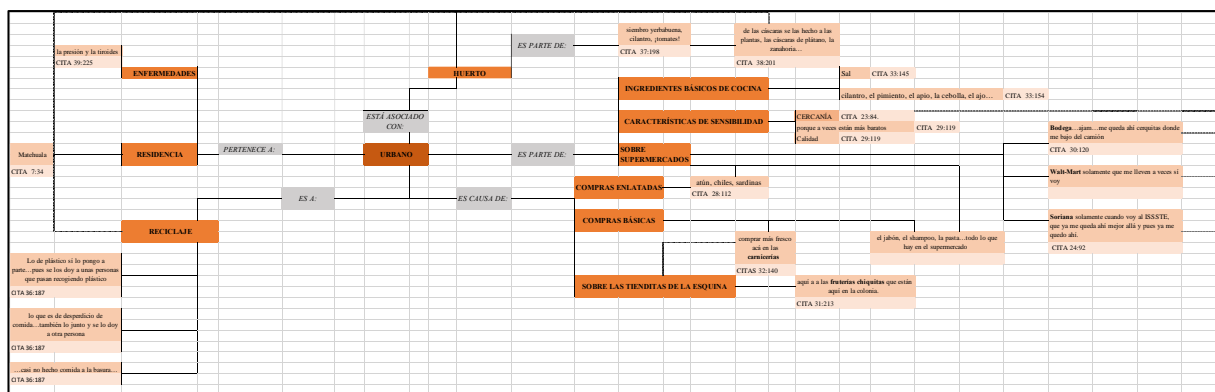 siembro yerbabuena,
cilantro, ¡tomates!
CITA 37:198
de las cáscaras se las hecho a las
plantas, las cáscaras de plátano, la
zanahoria…
CITA 38:201
ES PARTE DE:
la presión y la tiroides
CITA 39:225
ENFERMEDADES
HUERTO
Sal
CITA 33:145
INGREDIENTES BÁSICOS DE COCINA
cilantro, el pimiento, el apio, la cebolla, el ajo…
CITA 33:154
ESTÁ ASOCIADO
CON:
CARACTERÍSTICAS DE SENSIBILIDAD
CERCANÍA
CITA 23:84.
porque a veces están más baratos
CITA 29:119
Calidad
CITA 29:119
Bodega…ajam…me queda ahí cerquitas donde
me bajo del camión
CITA 30:120
Matehuala
CITA 7:34
RESIDENCIA
PERTENECE A:
URBANO
ES PARTE DE:
SOBRE
SUPERMERCADOS
Walt-Mart solamente que me lleven a veces si
voy
COMPRAS ENLATADAS
atún, chiles, sardinas
CITA 28:112
ES A:
ES CAUSA DE:
COMPRAS BÁSICAS
Soriana solamente cuando voy al ISSSTE,
que ya me queda ahí mejor allá y pues ya me
quedo ahí.
CITA 24:92
RECICLAJE
comprar más fresco
acá en las
carnicerías
CITAS 32:140
el jabón, el shampoo, la pasta…todo lo que
hay en el supermercado
Lo de plástico si lo pongo a
parte…pues se los doy a unas personas
que pasan recogiendo plástico
CITA 36:187
SOBRE LAS TIENDITAS DE LA ESQUINA
aquí a a las fruterías chiquitas que están
aquí en la colonia.
CITA 31:213
lo que es de desperdicio de
comida…también lo junto y se lo doy
a otra persona
CITA 36:187
…casi no hecho comida a la basura…
CITA 36:187